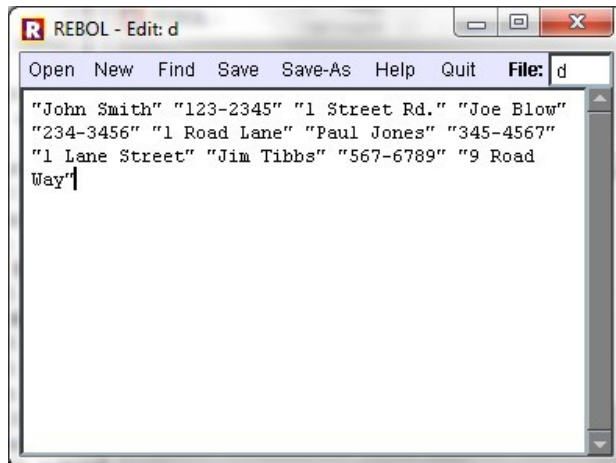 REBOL - Edit: d
Open New Find Save Save-As Help Quit File: d
"John Smith" "123-2345" "1 Street Rd." "Joe Blow"
"234-3456" "1 Road Lane" "Paul Jones" "345-4567"
"1 Lane Street" "Jim Tibbs" "567-6789" "9 Road
Way"